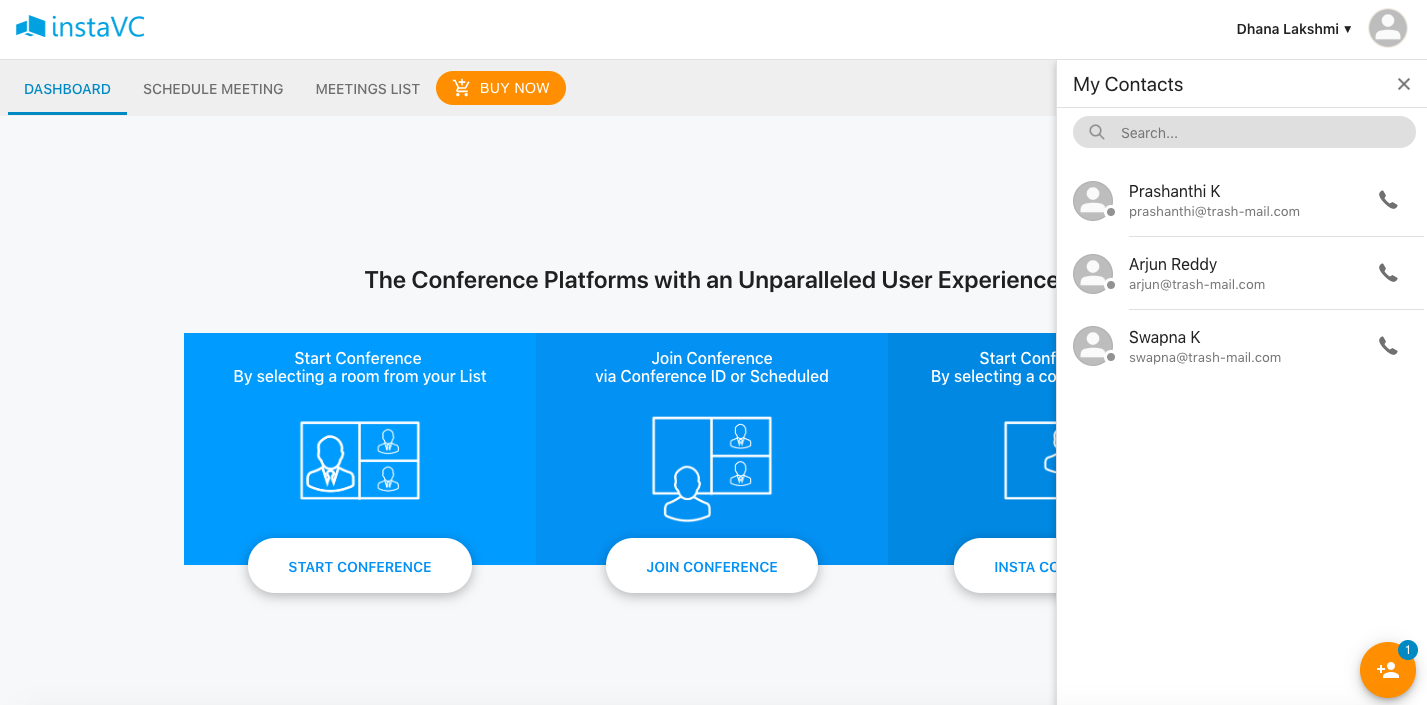 instaVC
Dhana Lakshmi ▼
DASHBOARD
SCHEDULE MEETING
MEETINGS LIST
BUY NOW
The Conference Platforms with an Unparalleled User Experience
Start Conference
By selecting a room from your List
START CONFERENCE
Join Conference
via Conference ID or Scheduled
JOIN CONFERENCE
Start Conf
By selecting a co
INSTA CO
My Contacts
Search...
Prashanthi K
prashanthi@trash-mail.com
Arjun Reddy
arjun@trash-mail.com
Swapna K
swapna@trash-mail.com
1